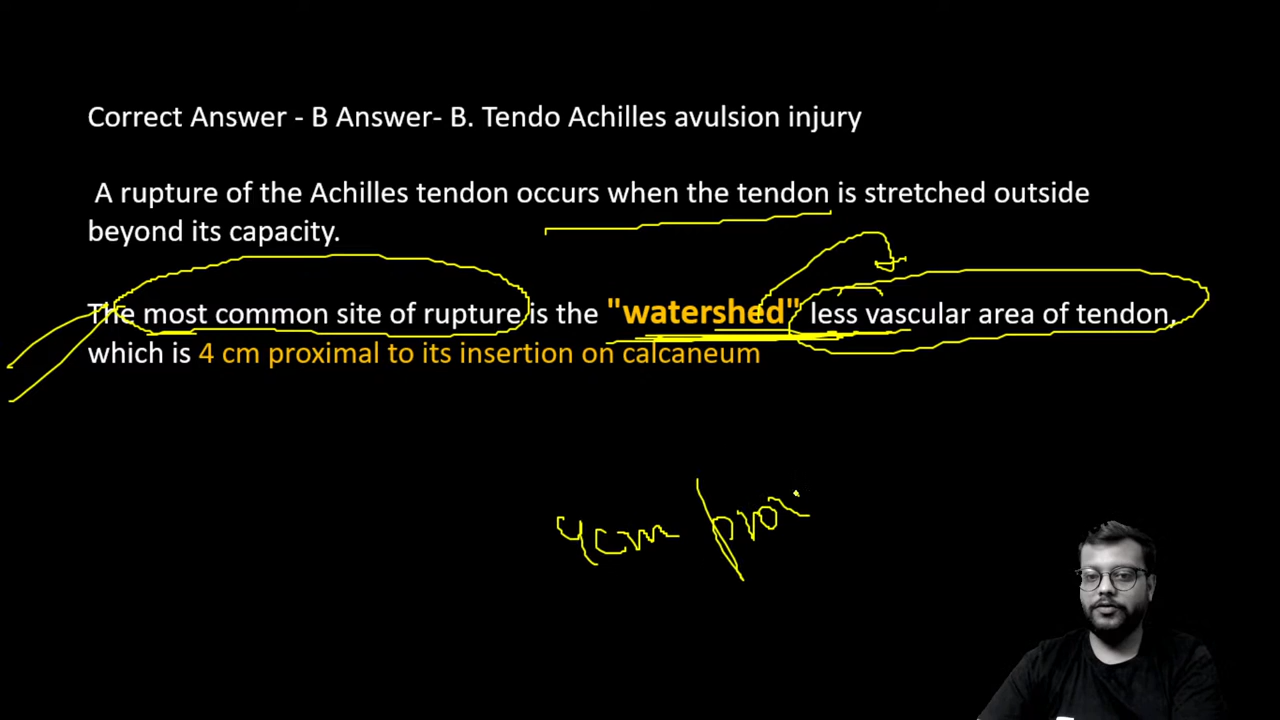 Correct Answer - B Answer- B. Tendo Achilles avulsion injury
A rupture of the Achilles tendon occurs when the tendon is stretched outside
beyond its capacity.
The most common site of rupture is the "watershed" less vascular area of tendon,
which is 4 cm proximal to its insertion on calcaneum
4cm prox